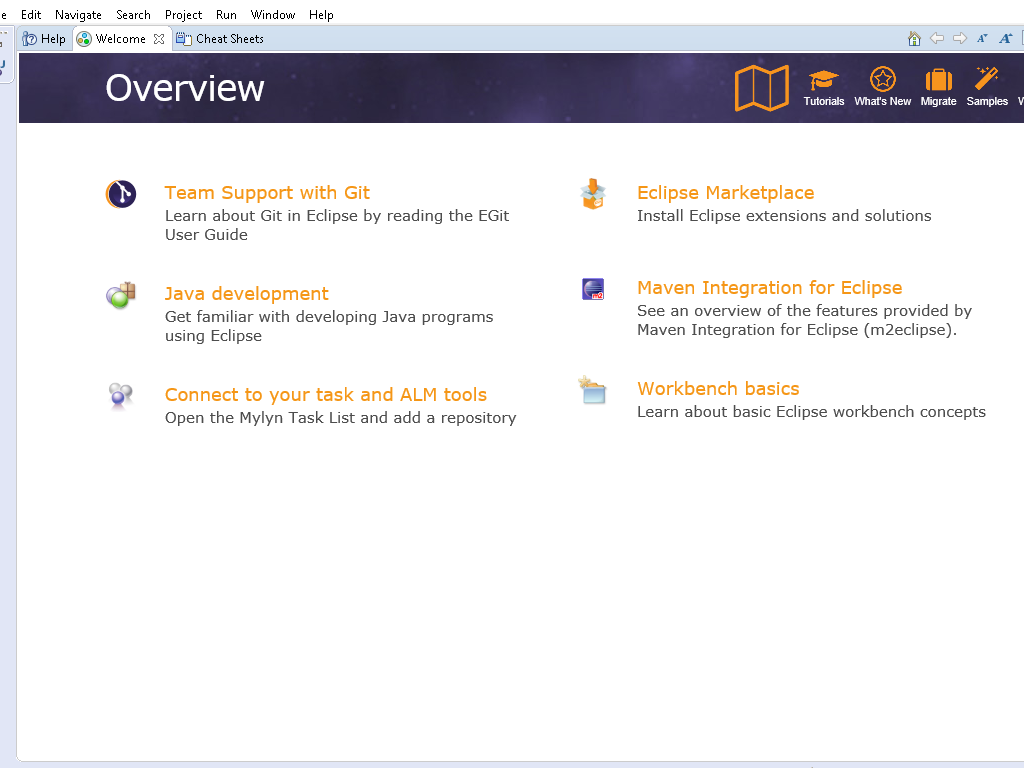 Edit Navigate Search Project Run Window Help
Help Welcome Cheat Sheets
Overview
Tutorials What's New Migrate Samples
Team Support with Git
Learn about Git in Eclipse by reading the EGit
User Guide
Eclipse Marketplace
Install Eclipse extensions and solutions
Java development
Get familiar with developing Java programs
using Eclipse
Maven Integration for Eclipse
See an overview of the features provided by
Maven Integration for Eclipse (m2eclipse).
Connect to your task and ALM tools
Open the Mylyn Task List and add a repository
Workbench basics
Learn about basic Eclipse workbench concepts